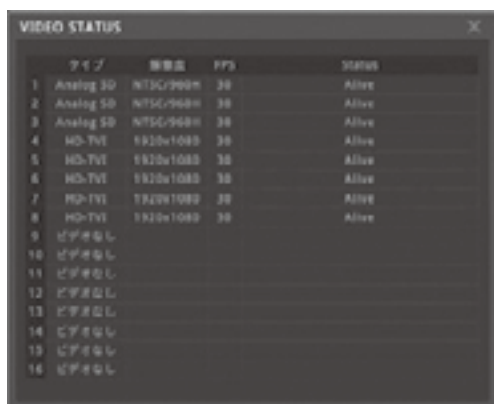 VIDEO STATUS X
タイプ 解像度 FPS Status
1 Analog SD NTSC/960H 30 Alive
2 Analog SD NTSC/960H 30 Alive
3 Analog SD NTSC/960H 30 Alive
4 HD-TVI 1920x1080 30 Alive
5 HD-TVI 1920x1080 30 Alive
6 HD-TVI 1920x1080 30 Alive
7 HD-TVI 1920x1080 30 Alive
8 HD-TVI 1920x1080 30 Alive
9 ビデオなし
10 ビデオなし
11 ビデオなし
12 ビデオなし
13 ビデオなし
14 ビデオなし
15 ビデオなし
16 ビデオなし